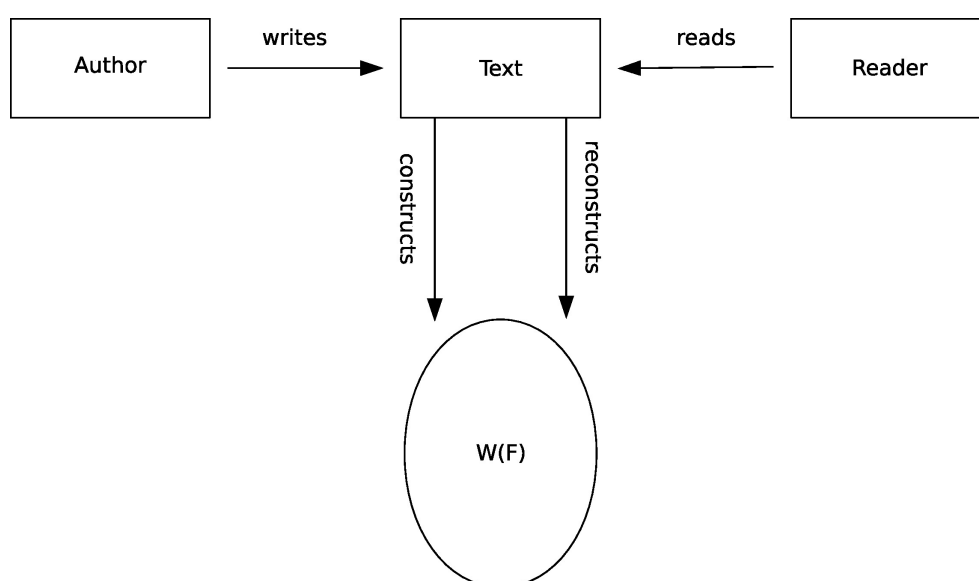 writes
reads
Author
Text
Reader
constructs
reconstructs
W(F)